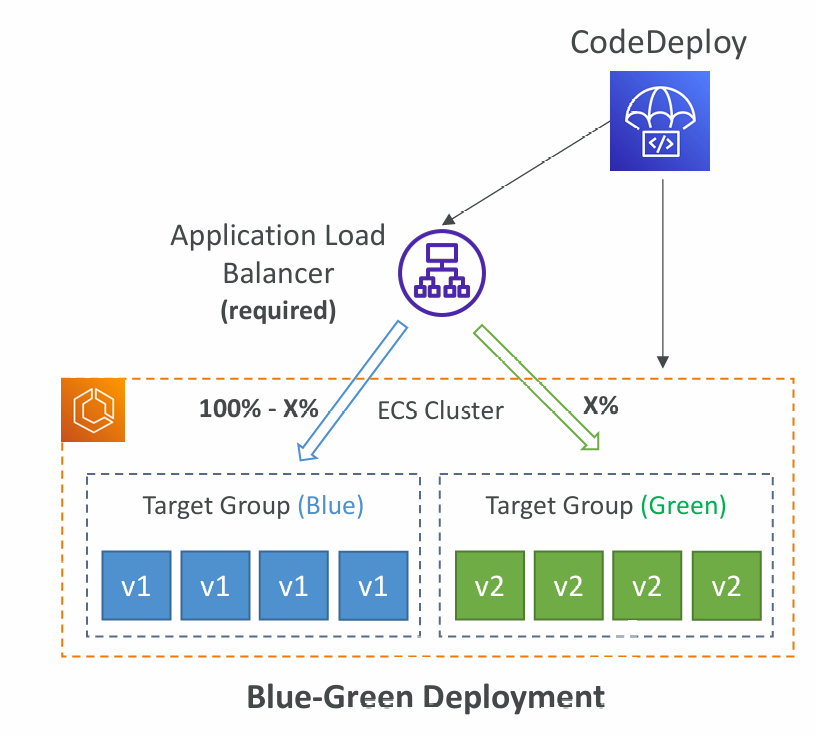 CodeDeploy
</>
Application Load
Balancer
(required)
100% - X%
ECS Cluster
X%
Target Group (Blue)
Target Group (Green)
v1
v1
v1
v1
v2
v2
v2
v2
Blue-Green Deployment